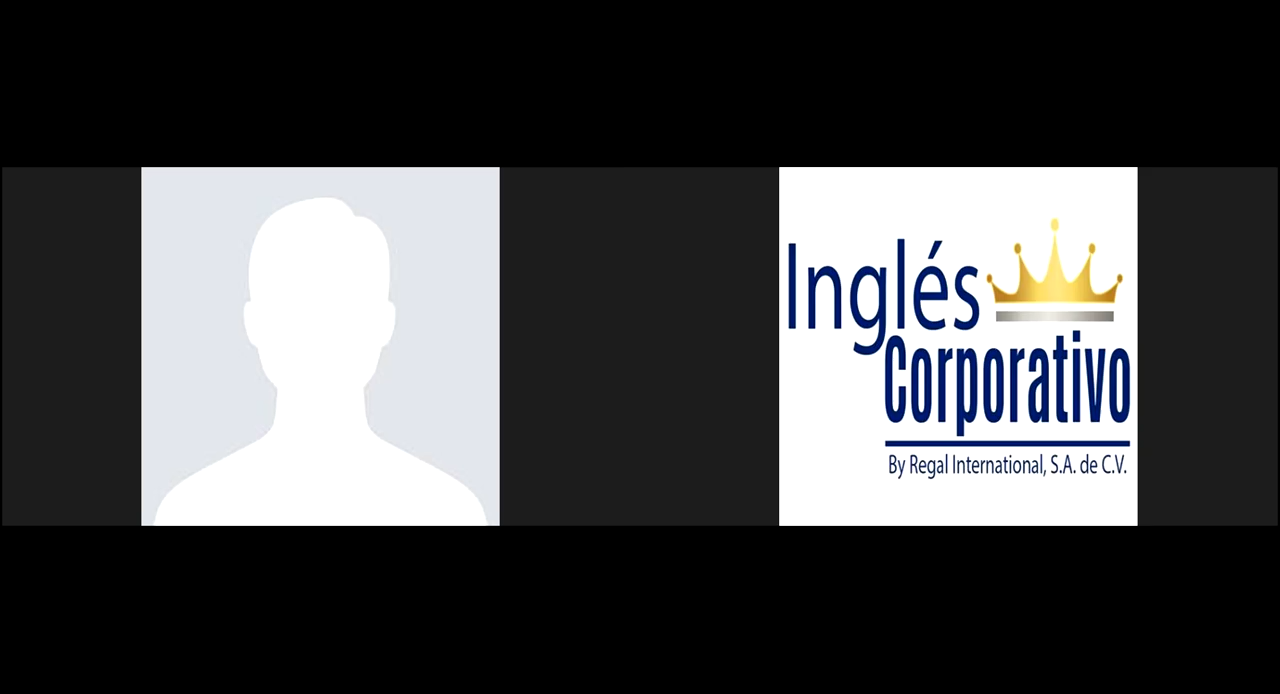 Inglés
Corporativo
By Regal International, S.A. de C.V.